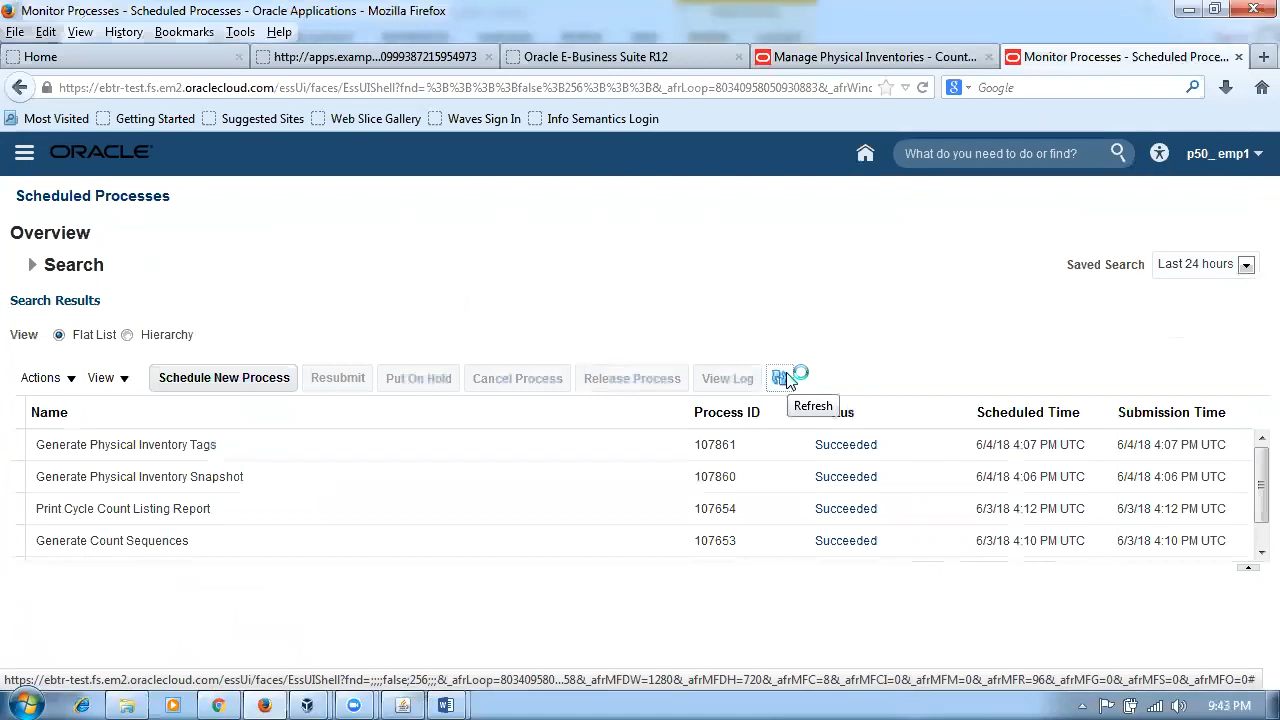 Monitor Processes - Scheduled Processes - Oracle Applications - Mozilla Firefox
File Edit View History Bookmarks Tools Help
Home http://apps.examp...0999387215954973 Oracle E-Business Suite R12 Manage Physical Inventories - Count... Monitor Processes - Scheduled Proce...
https://ebtr-test.fs.em2.oraclecloud.com/essUi/faces/EssUIShell?fnd=%3B%3B%3Bfalse%3B256%3B%3B%3B&_afrLoop=8034095805093088​3&_afrWinc Google
Most Visited Getting Started Suggested Sites Web Slice Gallery Waves Sign In Info Semantics Login
ORACLE What do you need to do or find? p50_ emp1
Scheduled Processes
Overview
Search Saved Search Last 24 hours
Search Results
View Flat List Hierarchy
Actions View Schedule New Process Resubmit Put On Hold Cancel Process Release Process View Log
Refresh
Name Process ID Scheduled Time Submission Time
Generate Physical Inventory Tags 107861 Succeeded 6/4/18 4:07 PM UTC 6/4/18 4:07 PM UTC
Generate Physical Inventory Snapshot 107860 Succeeded 6/4/18 4:06 PM UTC 6/4/18 4:06 PM UTC
Print Cycle Count Listing Report 107654 Succeeded 6/3/18 4:12 PM UTC 6/3/18 4:12 PM UTC
Generate Count Sequences 107653 Succeeded 6/3/18 4:10 PM UTC 6/3/18 4:10 PM UTC
https://ebtr-test.fs.em2.oraclecloud.com/essUi/faces/EssUIShell?fnd=;;;;false;256;;;&_afrLoop=803409580...58&_afrMFDW=1280&_afrMFDH=720&_afrMFC=8&_afrMFCI=0&_afrMFM=0&_afrMFR=96&_afrMFG=0&_afrMFS=0&_afrMFO=0#
9:43 PM